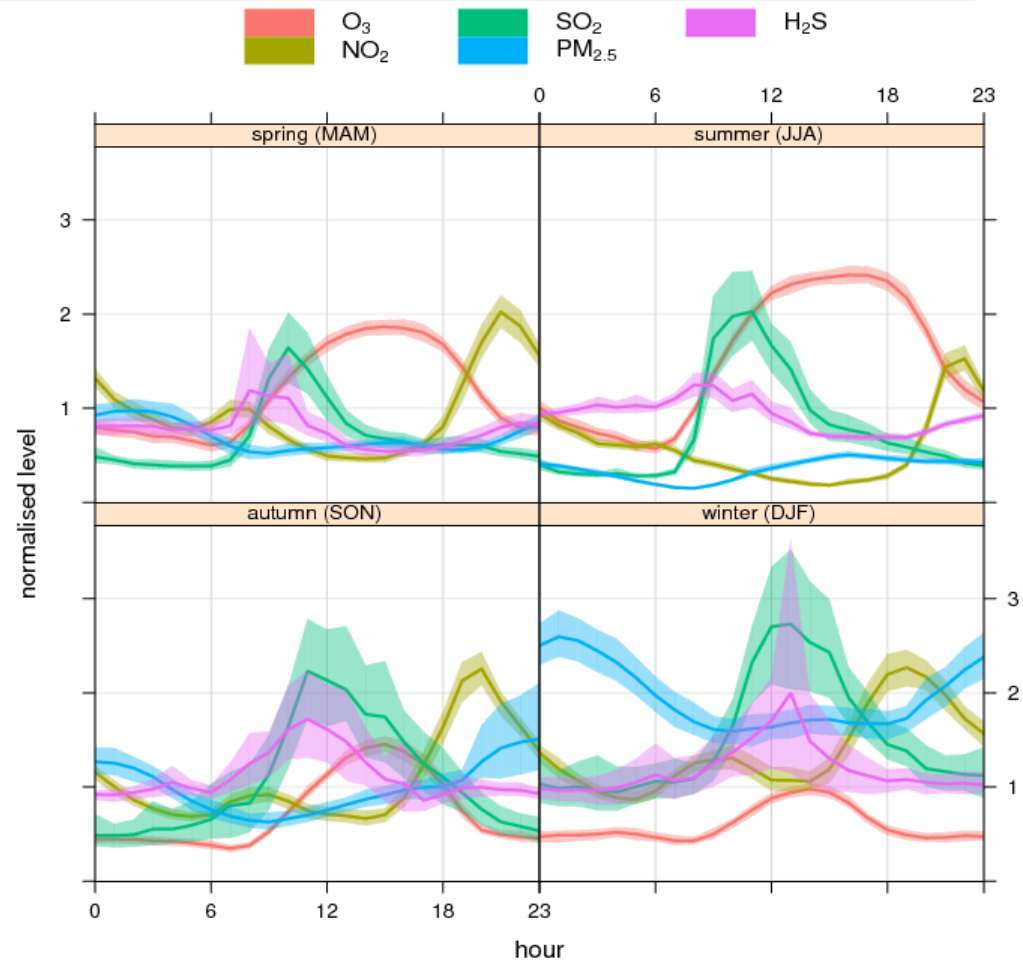 O₃ SO₂ H₂S
NO₂ PM₂.₅
0 6 12 18 23
spring (MAM) summer (JJA)
3
2
1
autumn (SON) winter (DJF)
3
2
1
0 6 12 18 23
normalised level
hour